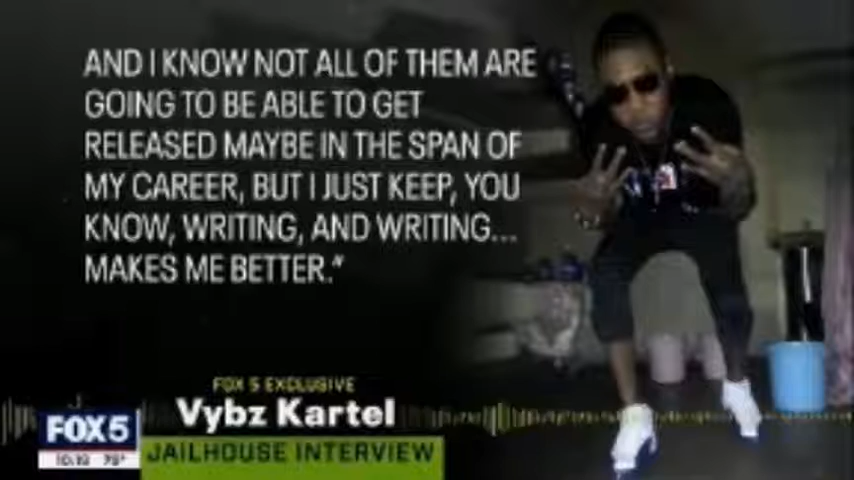 AND I KNOW NOT ALL OF THEM ARE
GOING TO BE ABLE TO GET
RELEASED MAYBE IN THE SPAN OF
MY CAREER, BUT I JUST KEEP, YOU
KNOW, WRITING, AND WRITING...
MAKES ME BETTER."
FOX 5 EXCLUSIVE
Vybz Kartel
FOX 5
JAILHOUSE INTERVIEW